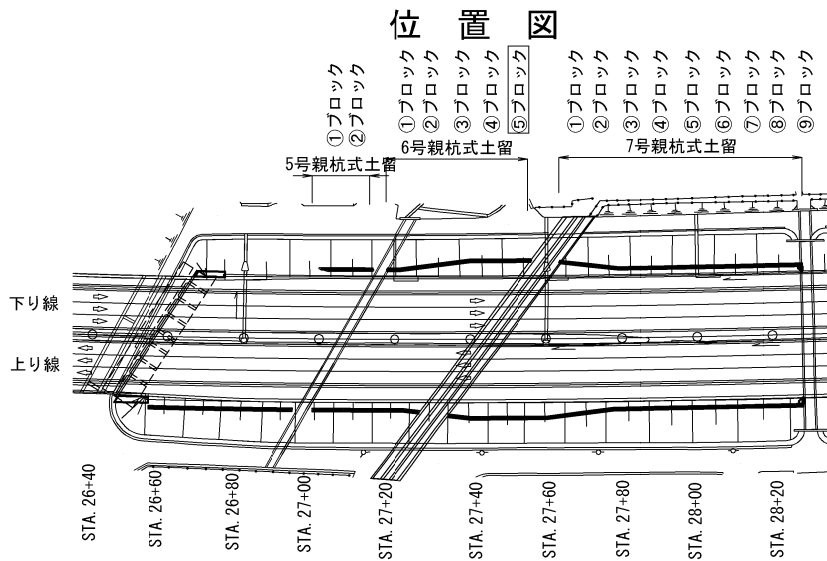 位置図
①ブロック
②ブロック
①ブロック
②ブロック
③ブロック
④ブロック
⑤ブロック
①ブロック
②ブロック
③ブロック
④ブロック
⑤ブロック
⑥ブロック
⑦ブロック
⑧ブロック
⑨ブロック
5号親杭式土留
6号親杭式土留
7号親杭式土留
下り線
上り線
STA. 26+40
STA. 26+60
STA. 26+80
STA. 27+00
STA. 27+20
STA. 27+40
STA. 27+60
STA. 27+80
STA. 28+00
STA. 28+20